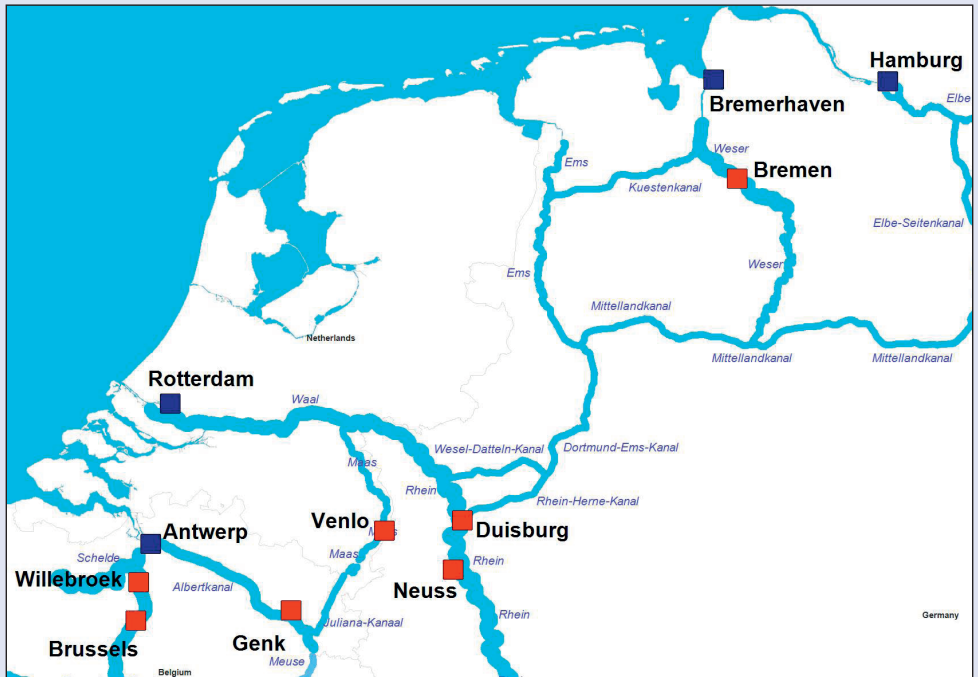 Hamburg
Bremerhaven
Elbe-
Weser
Ems
Bremen
Kuestenkanal
Elbe-Seitenkanal
Weser
Ems
Mittellandkanal
Netherlands
Mittellandkanal
Mittellandkanal
Rotterdam
Waal
Wesel-Datteln-Kanal
Dortmund-Ems-Kanal
Maas
Rhein
Rhein-Herne-Kanal
Venlo
Maas
Duisburg
Antwerp
Schelde
Maas
Rhein
Willebroek
Albertkanal
Neuss
Rhein
Germany
Juliana-Kanaal
Brussels
Genk
Meuse
Belgium